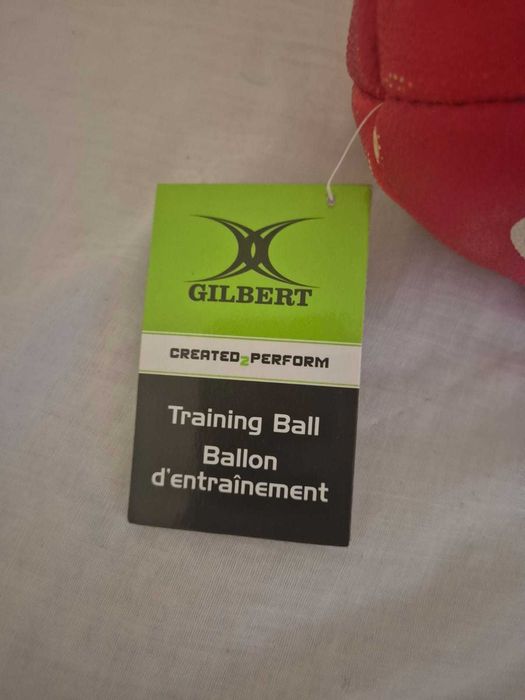 GILBERT
CREATED2PERFORM
Training Ball
Ballon
d'entraînement